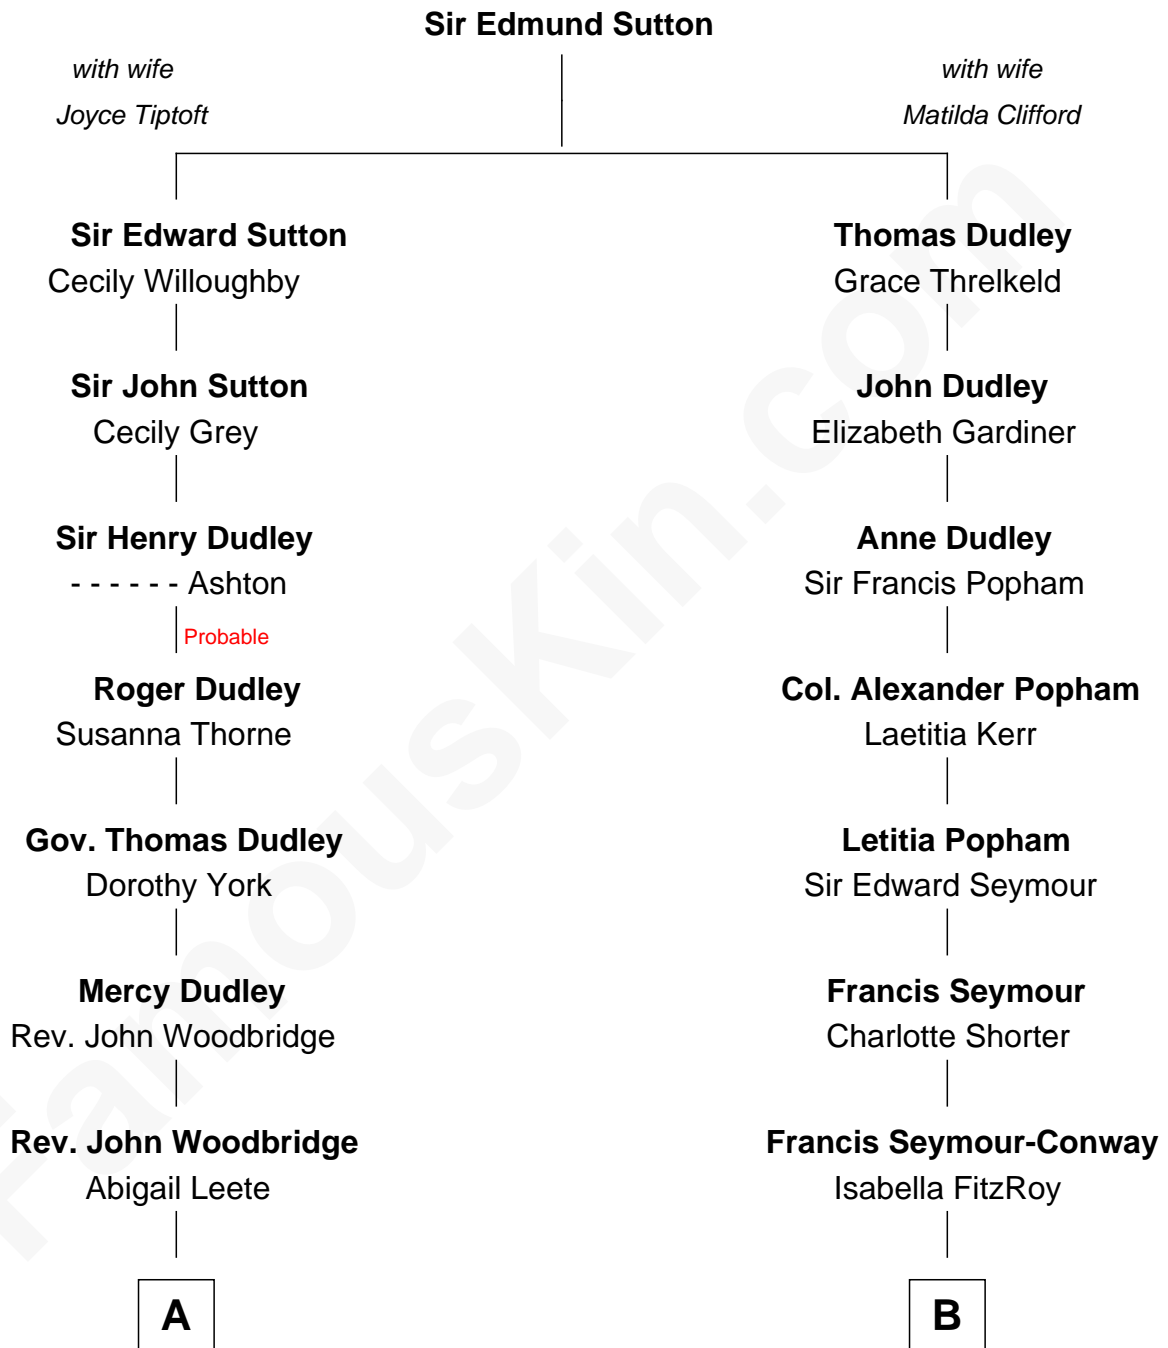 Sir Edmund Sutton
with wife
Joyce Tiptoft
with wife
Matilda Clifford
Sir Edward Sutton
Cecily Willoughby
Sir John Sutton
Cecily Grey
Sir Henry Dudley
- - - - - - Ashton
Probable
Roger Dudley
Susanna Thorne
Gov. Thomas Dudley
Dorothy York
Mercy Dudley
Rev. John Woodbridge
Rev. John Woodbridge
Abigail Leete
A
Thomas Dudley
Grace Threlkeld
John Dudley
Elizabeth Gardiner
Anne Dudley
Sir Francis Popham
Col. Alexander Popham
Laetitia Kerr
Letitia Popham
Sir Edward Seymour
Francis Seymour
Charlotte Shorter
Francis Seymour-Conway
Isabella FitzRoy
B
FamousKin.com